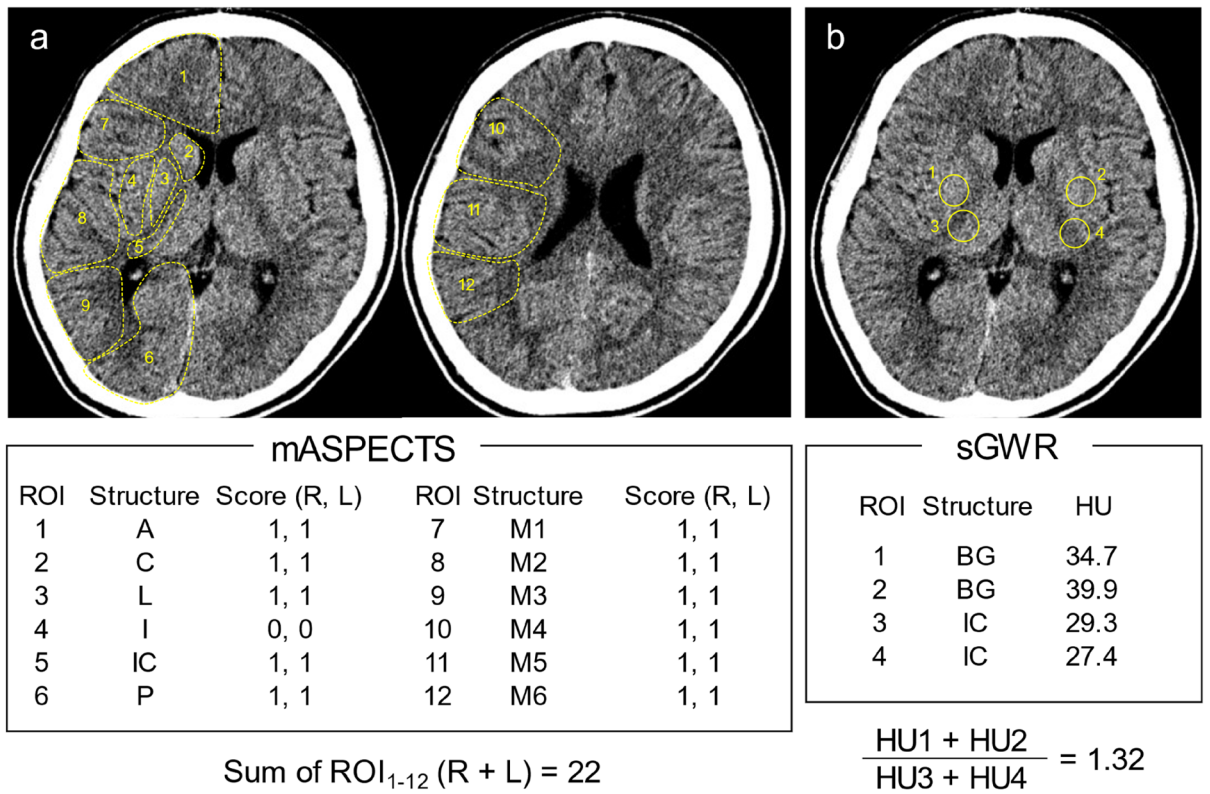 a
1
7
2
4
3
8
5
9
6
10
11
12
b
1
2
3
4
mASPECTS
ROI Structure Score (R, L) ROI Structure Score (R, L)
1 A 1, 1 7 M1 1, 1
2 C 1, 1 8 M2 1, 1
3 L 1, 1 9 M3 1, 1
4 I 0, 0 10 M4 1, 1
5 IC 1, 1 11 M5 1, 1
6 P 1, 1 12 M6 1, 1
Sum of ROI1-12 (R + L) = 22
sGWR
ROI Structure HU
1 BG 34.7
2 BG 39.9
3 IC 29.3
4 IC 27.4
HU1 + HU2
HU3 + HU4
= 1.32